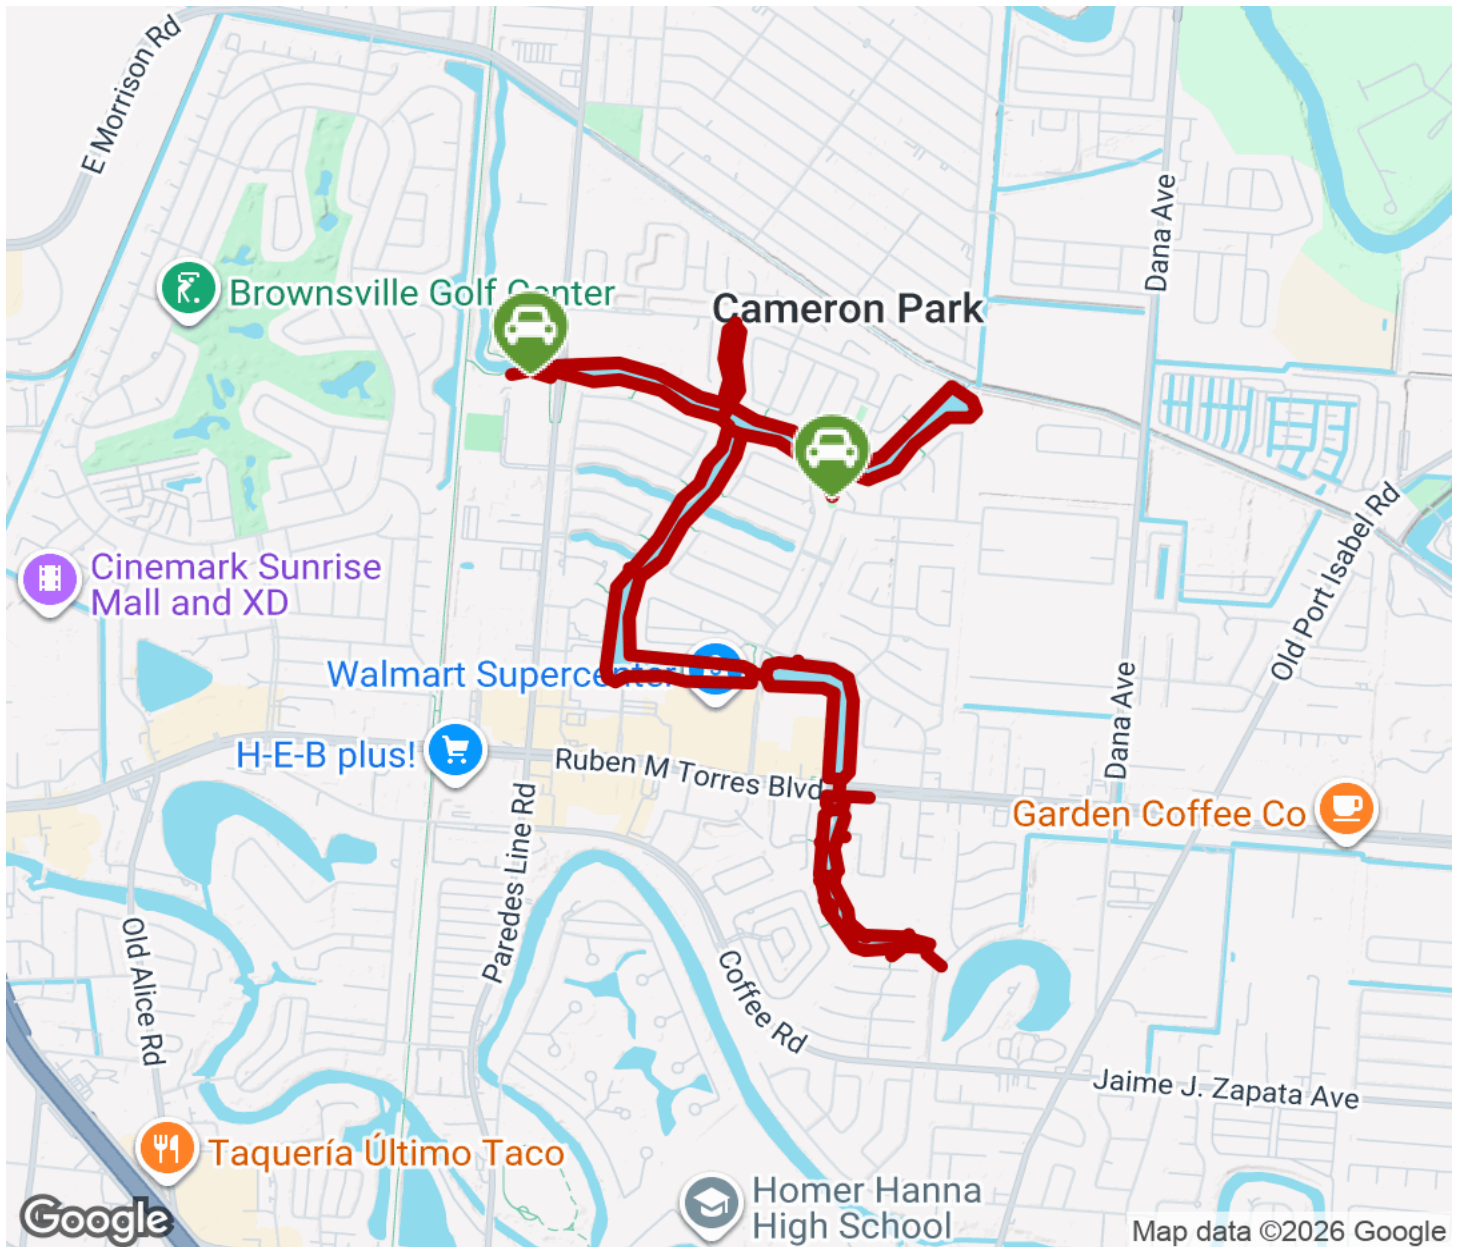 E Morrison Rd
Dana Ave
Brownsville Golf Center
Cameron Park
Old Port Isabel Rd
Cinemark Sunrise
Mall and XD
Walmart Supercenter
H-E-B plus!
Ruben M Torres Blvd
Dana Ave
Garden Coffee Co
Paredes Line Rd
Old Alice Rd
Coffee Rd
Jaime J. Zapata Ave
Taquería Último Taco
Homer Hanna
High School
Google
Map data ©2026 Google